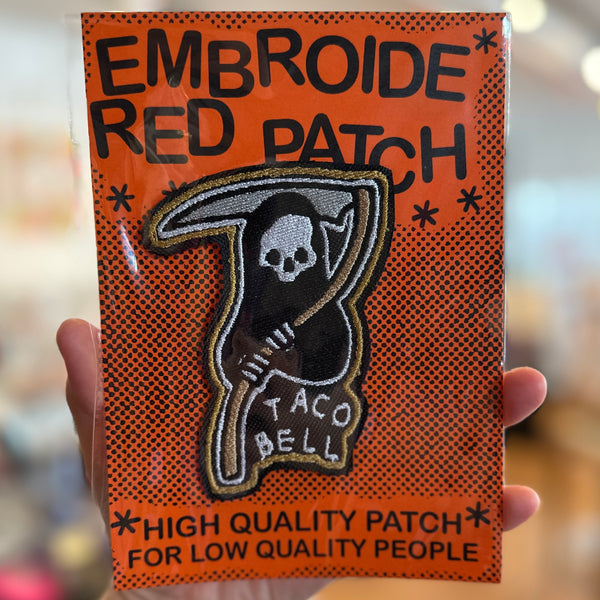 EMBROIDE
RED PATCH
TACO
BELL
*HIGH QUALITY PATCH*
FOR LOW QUALITY PEOPLE